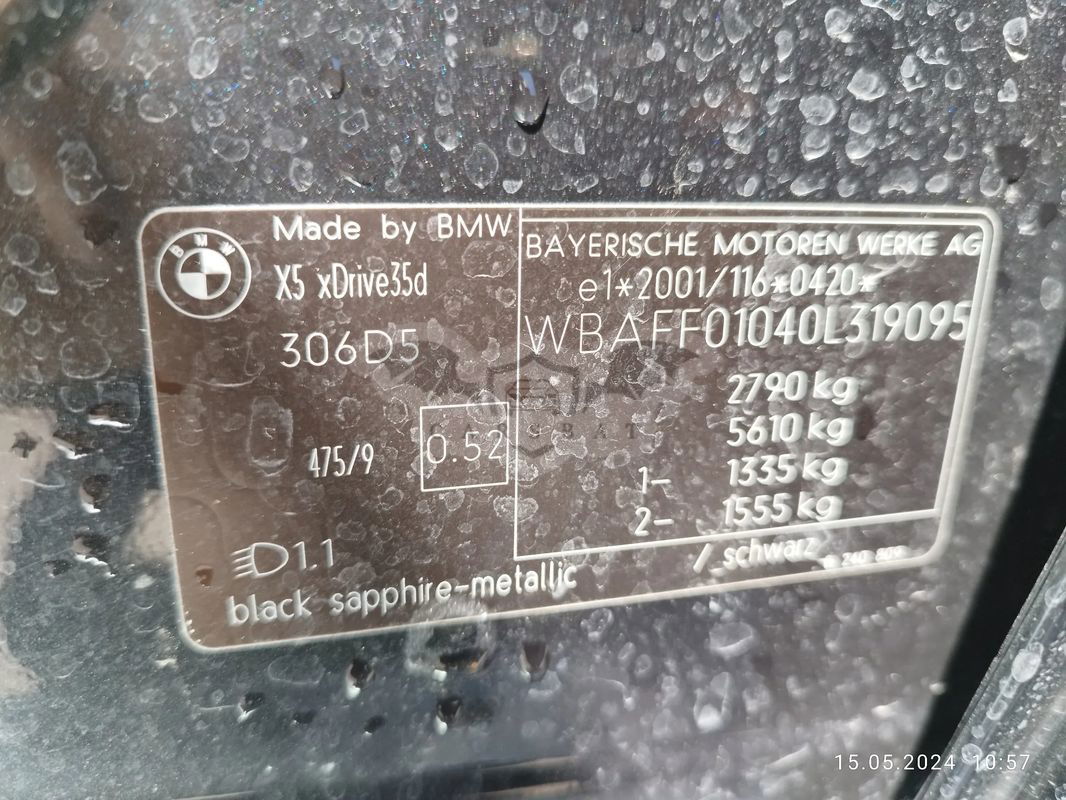 BMW
Made by BMW
X5 xDrive35d
306D5
475/9
0.52
D1.1
black sapphire-metallic
BAYERISCHE MOTOREN WERKE AG
e1*2001/116*0420*
WBAFF01040L319095
2790 kg
5610 kg
1- 1335 kg
2- 1555 kg
/ schwarz
CARSBAT
15.05.2024 10:57